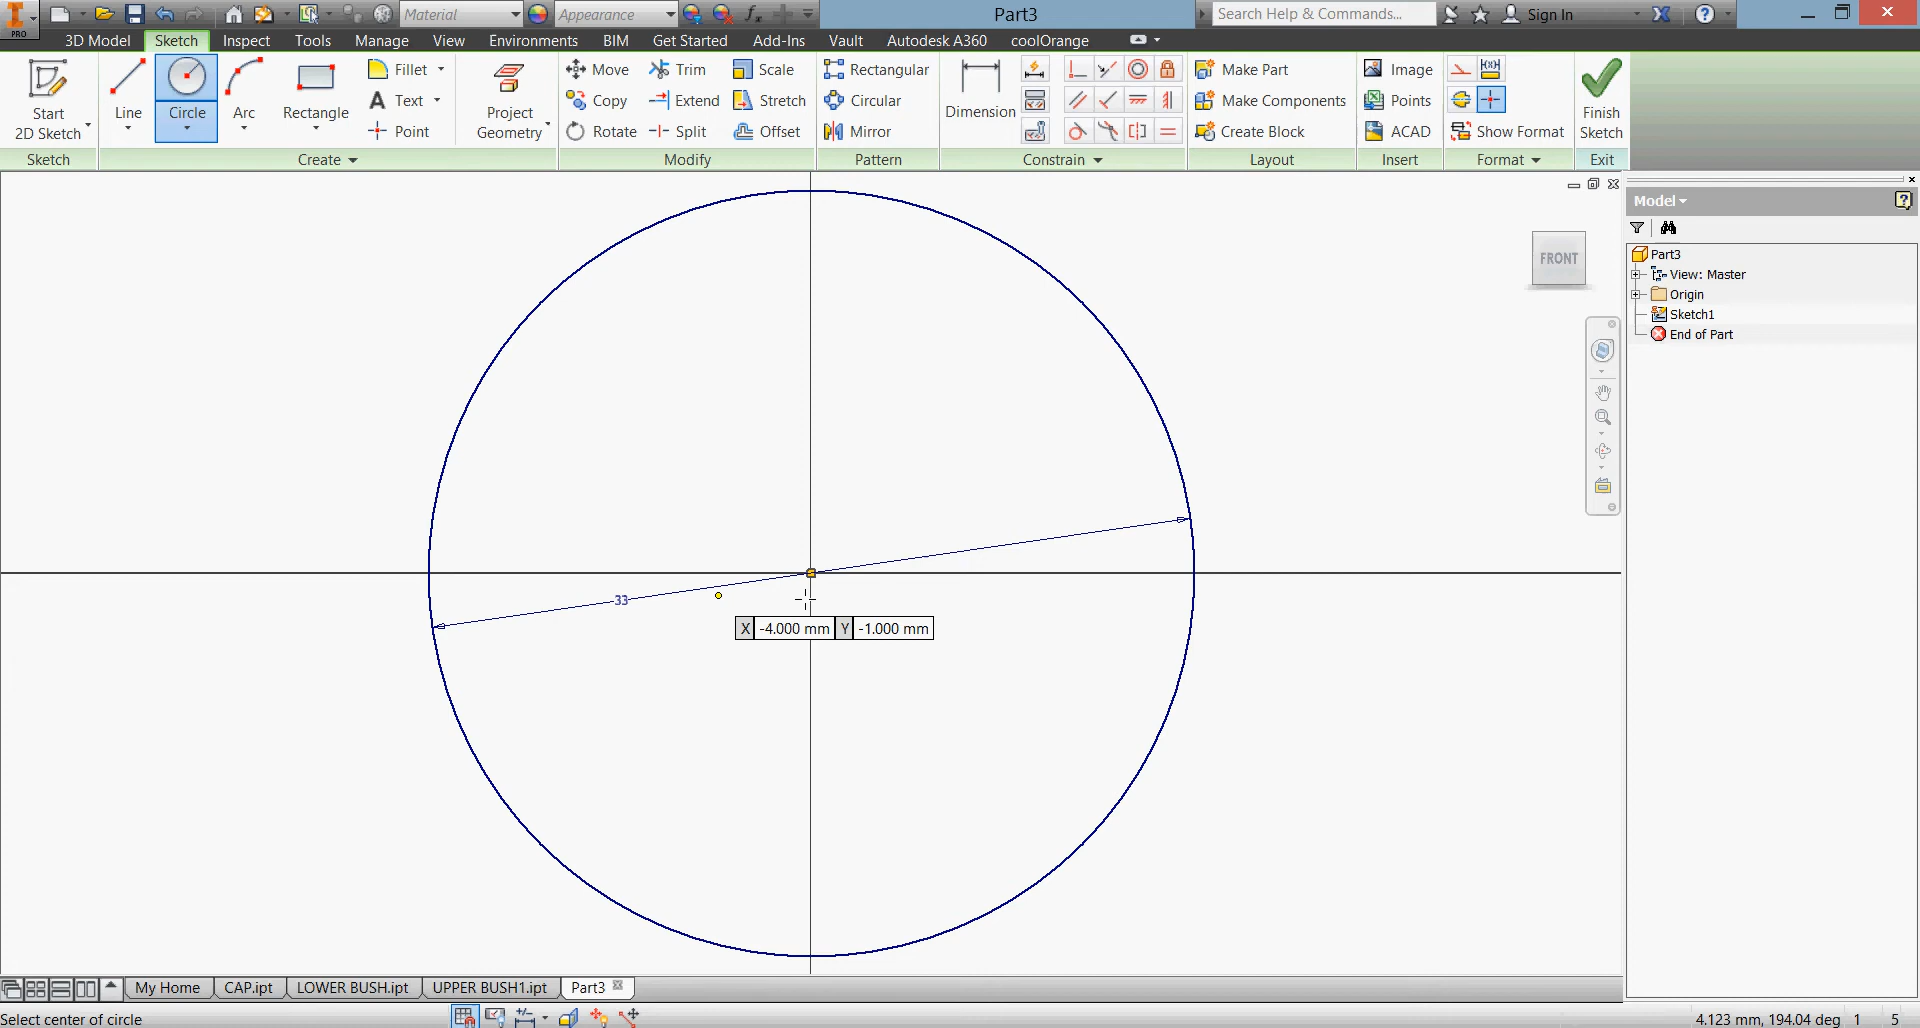 PRO
Material
Appearance
Part3
Search Help & Commands...
Sign In
3D Model Sketch Inspect Tools Manage View Environments BIM Get Started Add-Ins Vault Autodesk A360 coolOrange
Start
2D Sketch
Line
Circle
Arc
Rectangle
Fillet
Text
Point
Project
Geometry
Move
Copy
Rotate
Trim
Extend
Split
Scale
Stretch
Offset
Rectangular
Circular
Mirror
Dimension
Make Part
Make Components
Create Block
Image
Points
ACAD
Show Format
Finish
Sketch
Sketch Create Modify Pattern Constrain Layout Insert Format Exit
Model
Part3
View: Master
Origin
Sketch1
End of Part
FRONT
33
X -4.000 mm Y -1.000 mm
My Home CAP.ipt LOWER BUSH.ipt UPPER BUSH1.ipt Part3
Select center of circle
4.123 mm, 194.04 deg 1 5